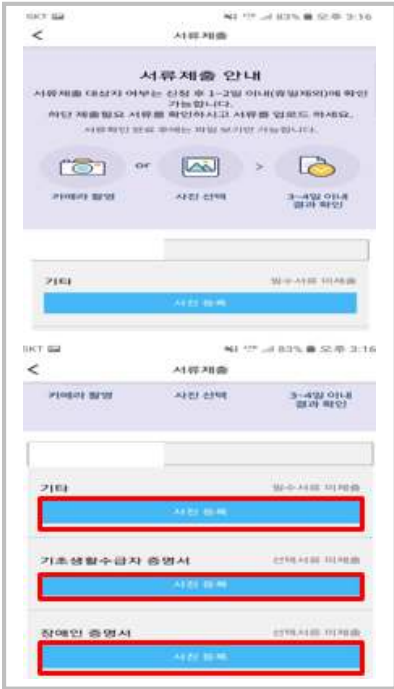 SKT 83% 오후 3:16
서류제출
서류제출 안내
서류제출 대상자 여부는 신청 후 1~2일 이내(휴일제외)에 확인
가능합니다.
하단 제출필요 서류를 확인하시고 서류를 업로드 하세요.
서류확인 완료 후에는 파일 보기만 가능합니다.
or >
카메라 촬영 사진 선택 3~4일 이내
결과 확인
기타 필수서류 미제출
사진 등록
SKT 83% 오후 3:16
서류제출
카메라 촬영 사진 선택 3~4일 이내
결과 확인
기타 필수서류 미제출
사진 등록
기초생활수급자 증명서 선택서류 미제출
사진 등록
장애인 증명서 선택서류 미제출
사진 등록